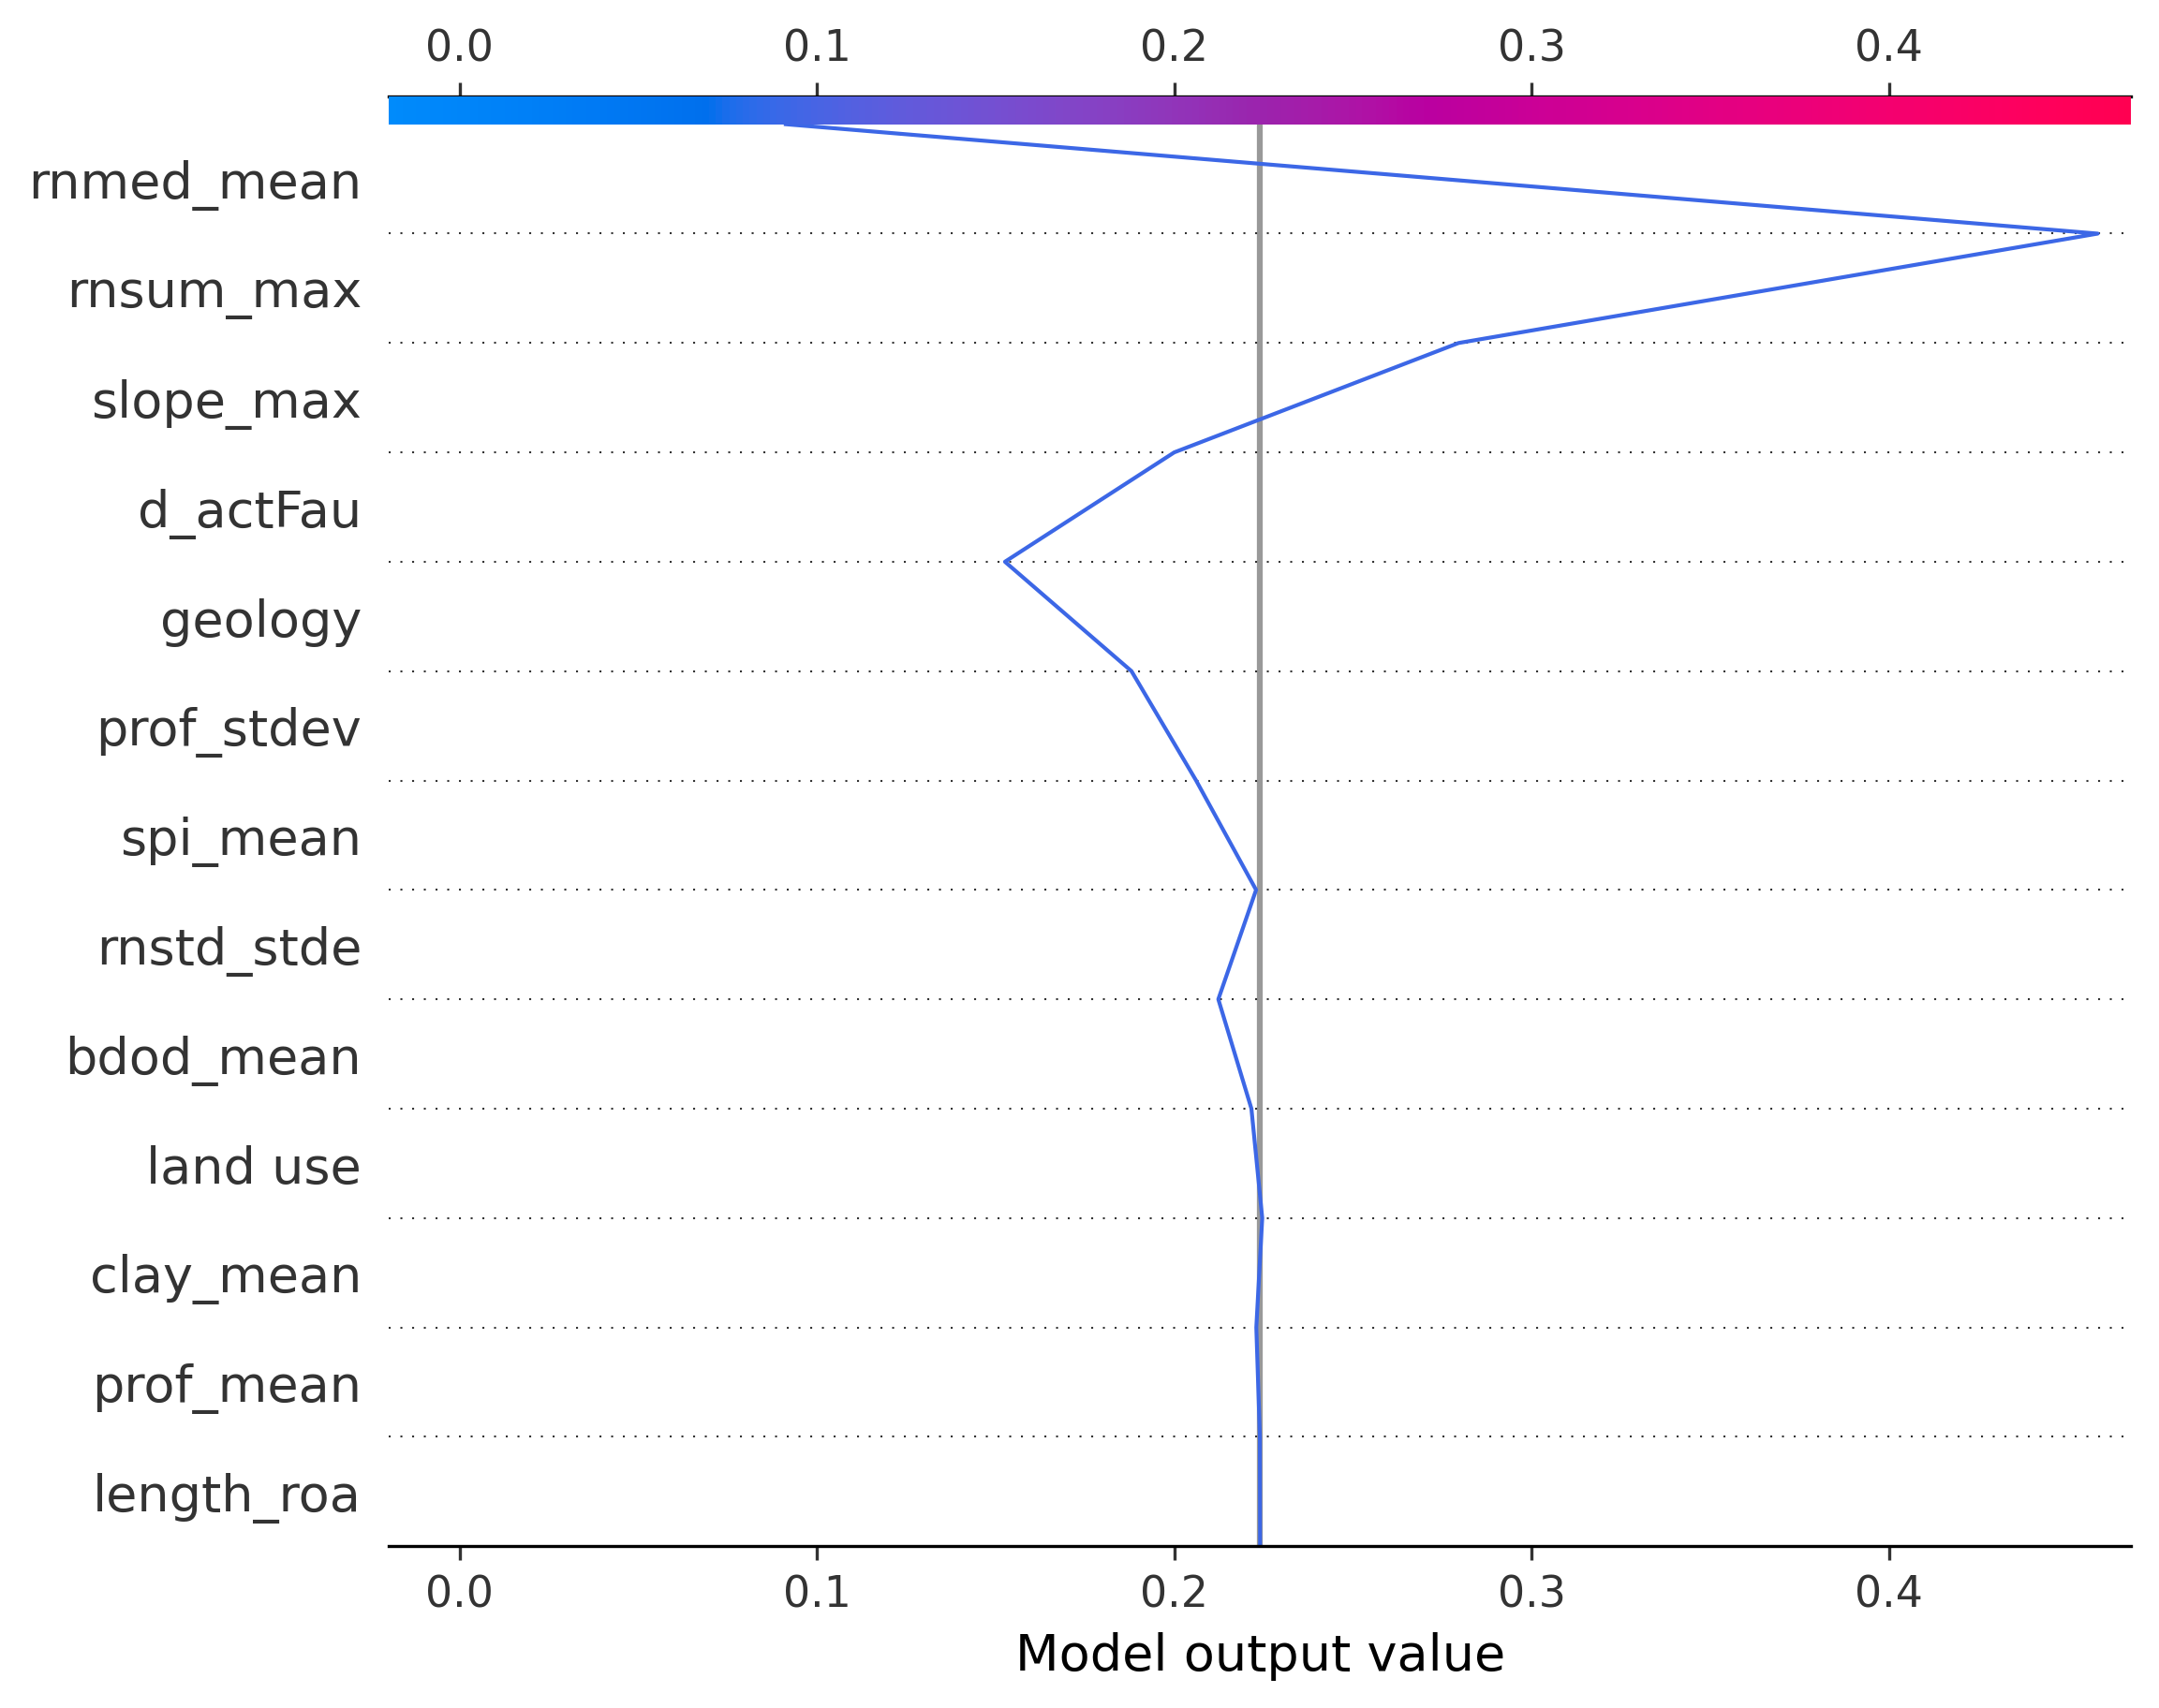 0.0 0.1 0.2 0.3 0.4
rnmed_mean
rnsum_max
slope_max
d_actFau
geology
prof_stdev
spi_mean
rnstd_stde
bdod_mean
land use
clay_mean
prof_mean
length_roa
0.0 0.1 0.2 0.3 0.4
Model output value